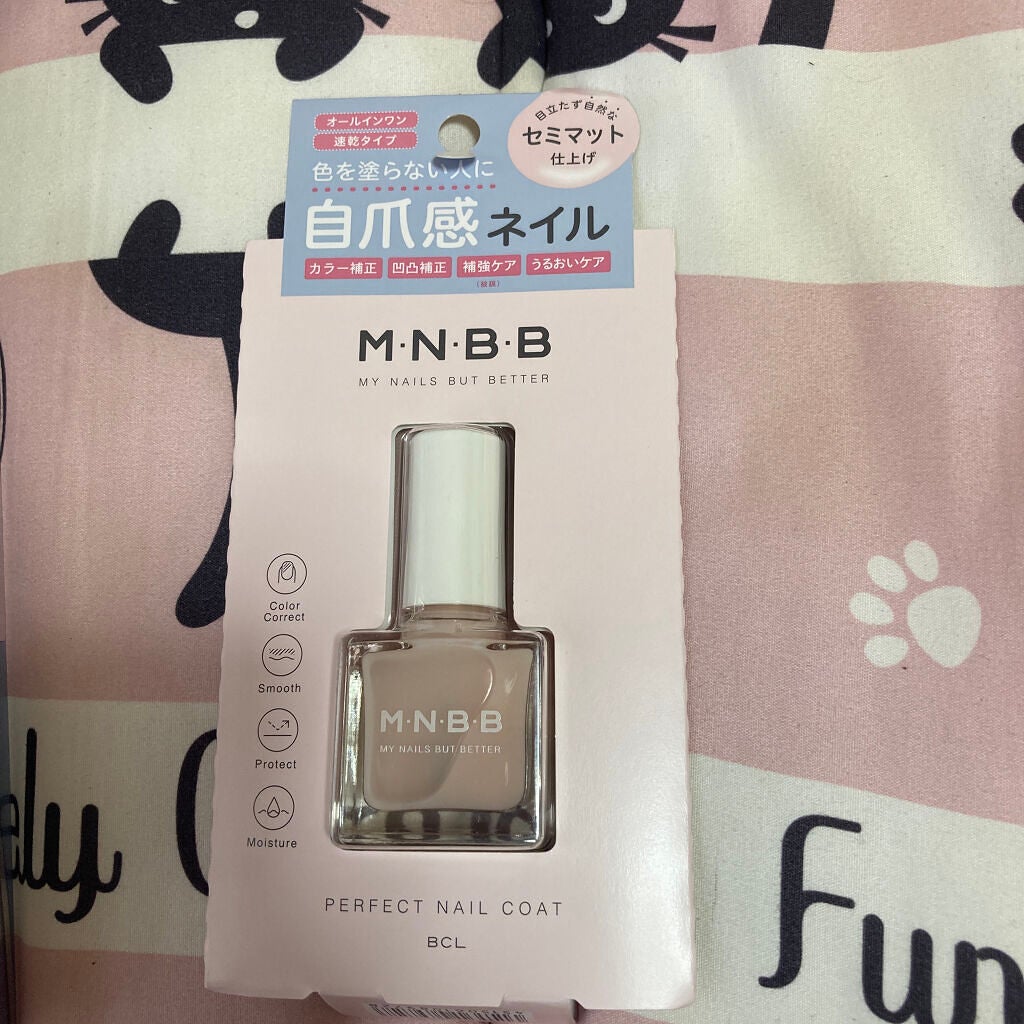 オールインワン
速乾タイプ
目立たず自然な
セミマット
仕上げ
色を塗らない人に
自爪感ネイル
カラー補正 凹凸補正 補強ケア うるおいケア
(被膜)
M·N·B·B
MY NAILS BUT BETTER
Color
Correct
Smooth
Protect
Moisture
M·N·B·B
MY NAILS BUT BETTER
PERFECT NAIL COAT
BCL
ely
Fun